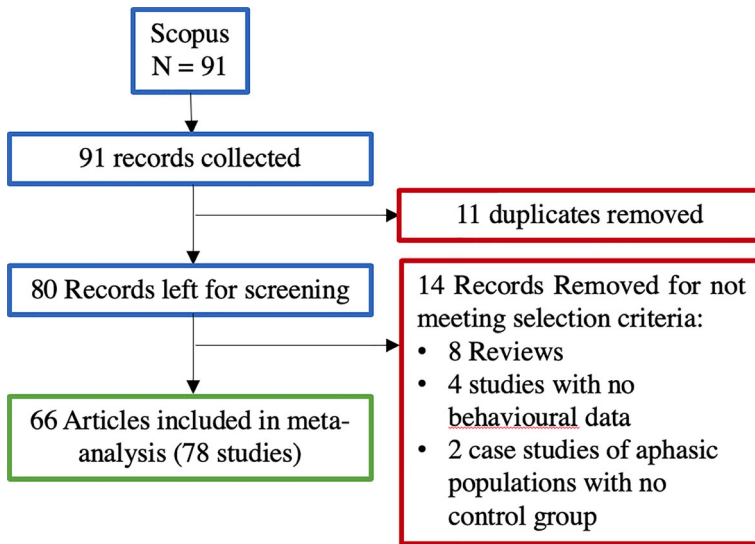 Scopus
N = 91
91 records collected
11 duplicates removed
80 Records left for screening
14 Records Removed for not
meeting selection criteria:
• 8 Reviews
• 4 studies with no
behavioural data
• 2 case studies of aphasic
populations with no
control group
66 Articles included in meta-
analysis (78 studies)